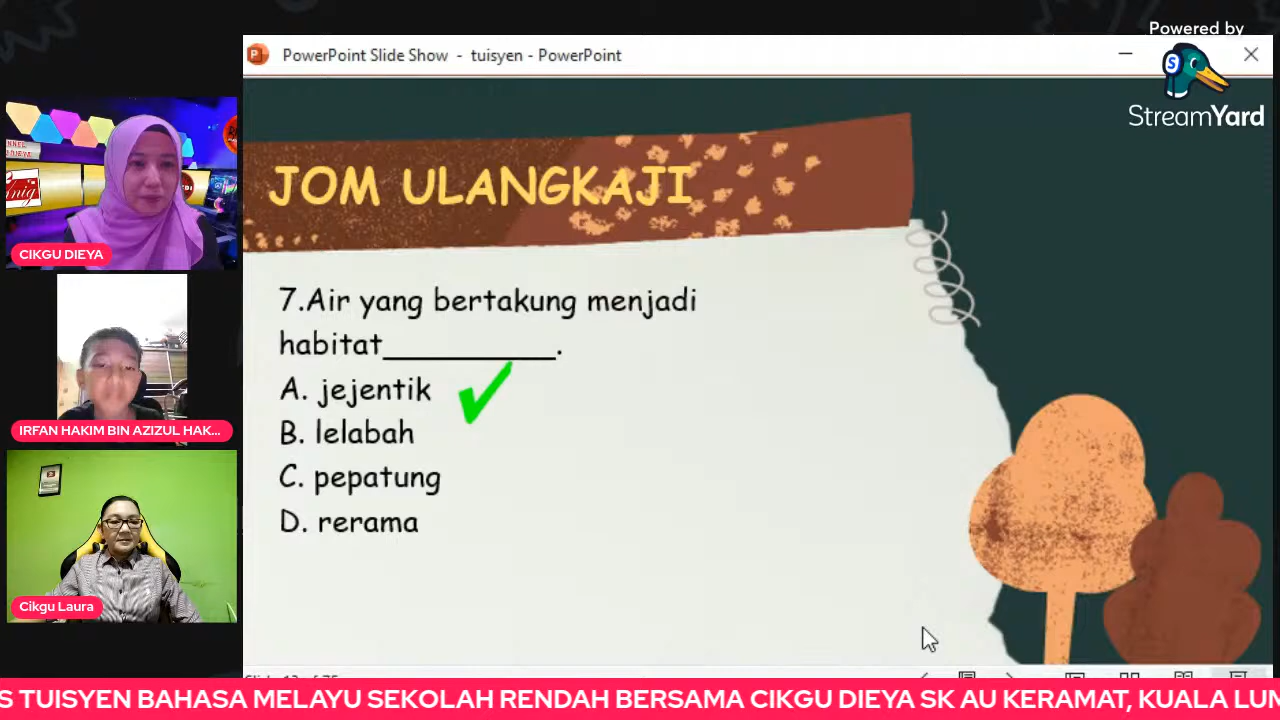 Powered by
StreamYard
PowerPoint Slide Show - tuisyen - PowerPoint
JOM ULANGKAJI
7.Air yang bertakung menjadi
habitat__________.
A. jejentik
B. lelabah
C. pepatung
D. rerama
CIKGU DIEYA
IRFAN HAKIM BIN AZIZUL HAK...
Cikgu Laura
S TUISYEN BAHASA MELAYU SEKOLAH RENDAH BERSAMA CIKGU DIEYA SK AU KERAMAT, KUALA LUM